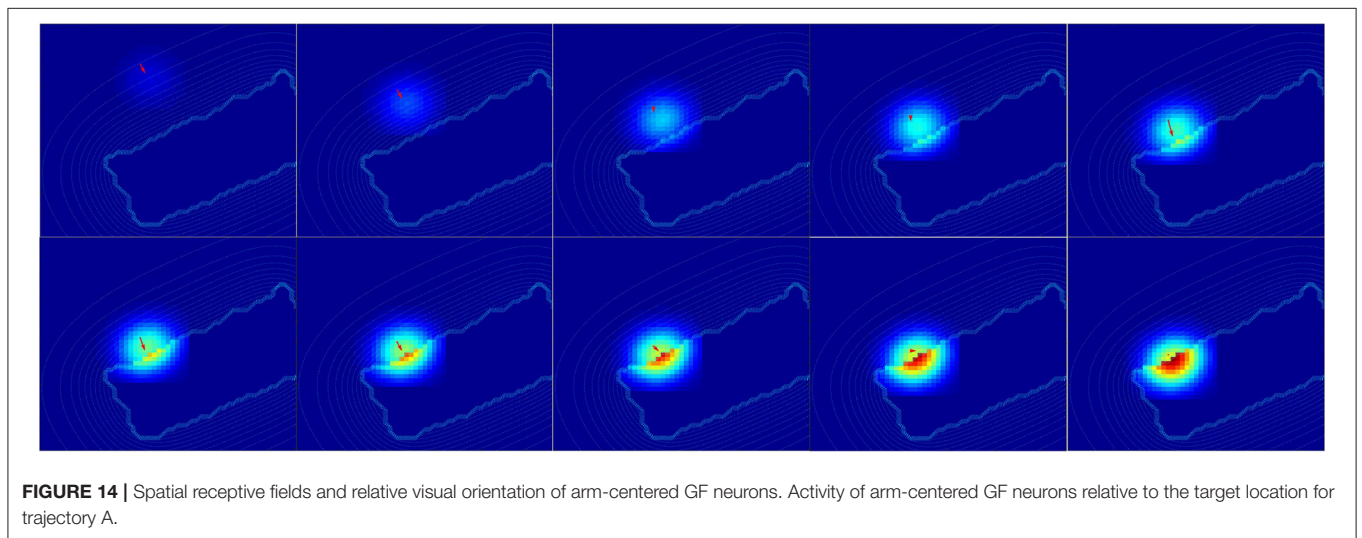 FIGURE 14 | Spatial receptive fields and relative visual orientation of arm-centered GF neurons. Activity of arm-centered GF neurons relative to the target location for
trajectory A.